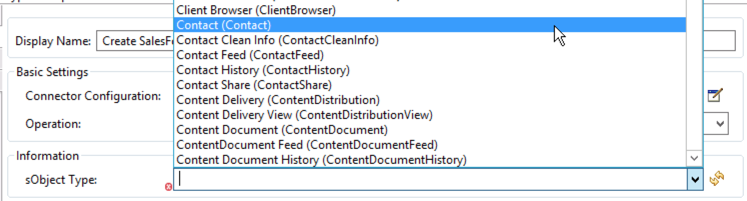 Client Browser (ClientBrowser)
Contact (Contact)
Display Name: Create SalesF
Contact Clean Info (ContactCleanInfo)
Contact Feed (ContactFeed)
Basic Settings
Contact History (ContactHistory)
Contact Share (ContactShare)
Connector Configuration:
Content Delivery (ContentDistribution)
Content Delivery View (ContentDistributionView)
Operation:
Content Document (ContentDocument)
ContentDocument Feed (ContentDocumentFeed)
Information
Content Document History (ContentDocumentHistory)
sObject Type: